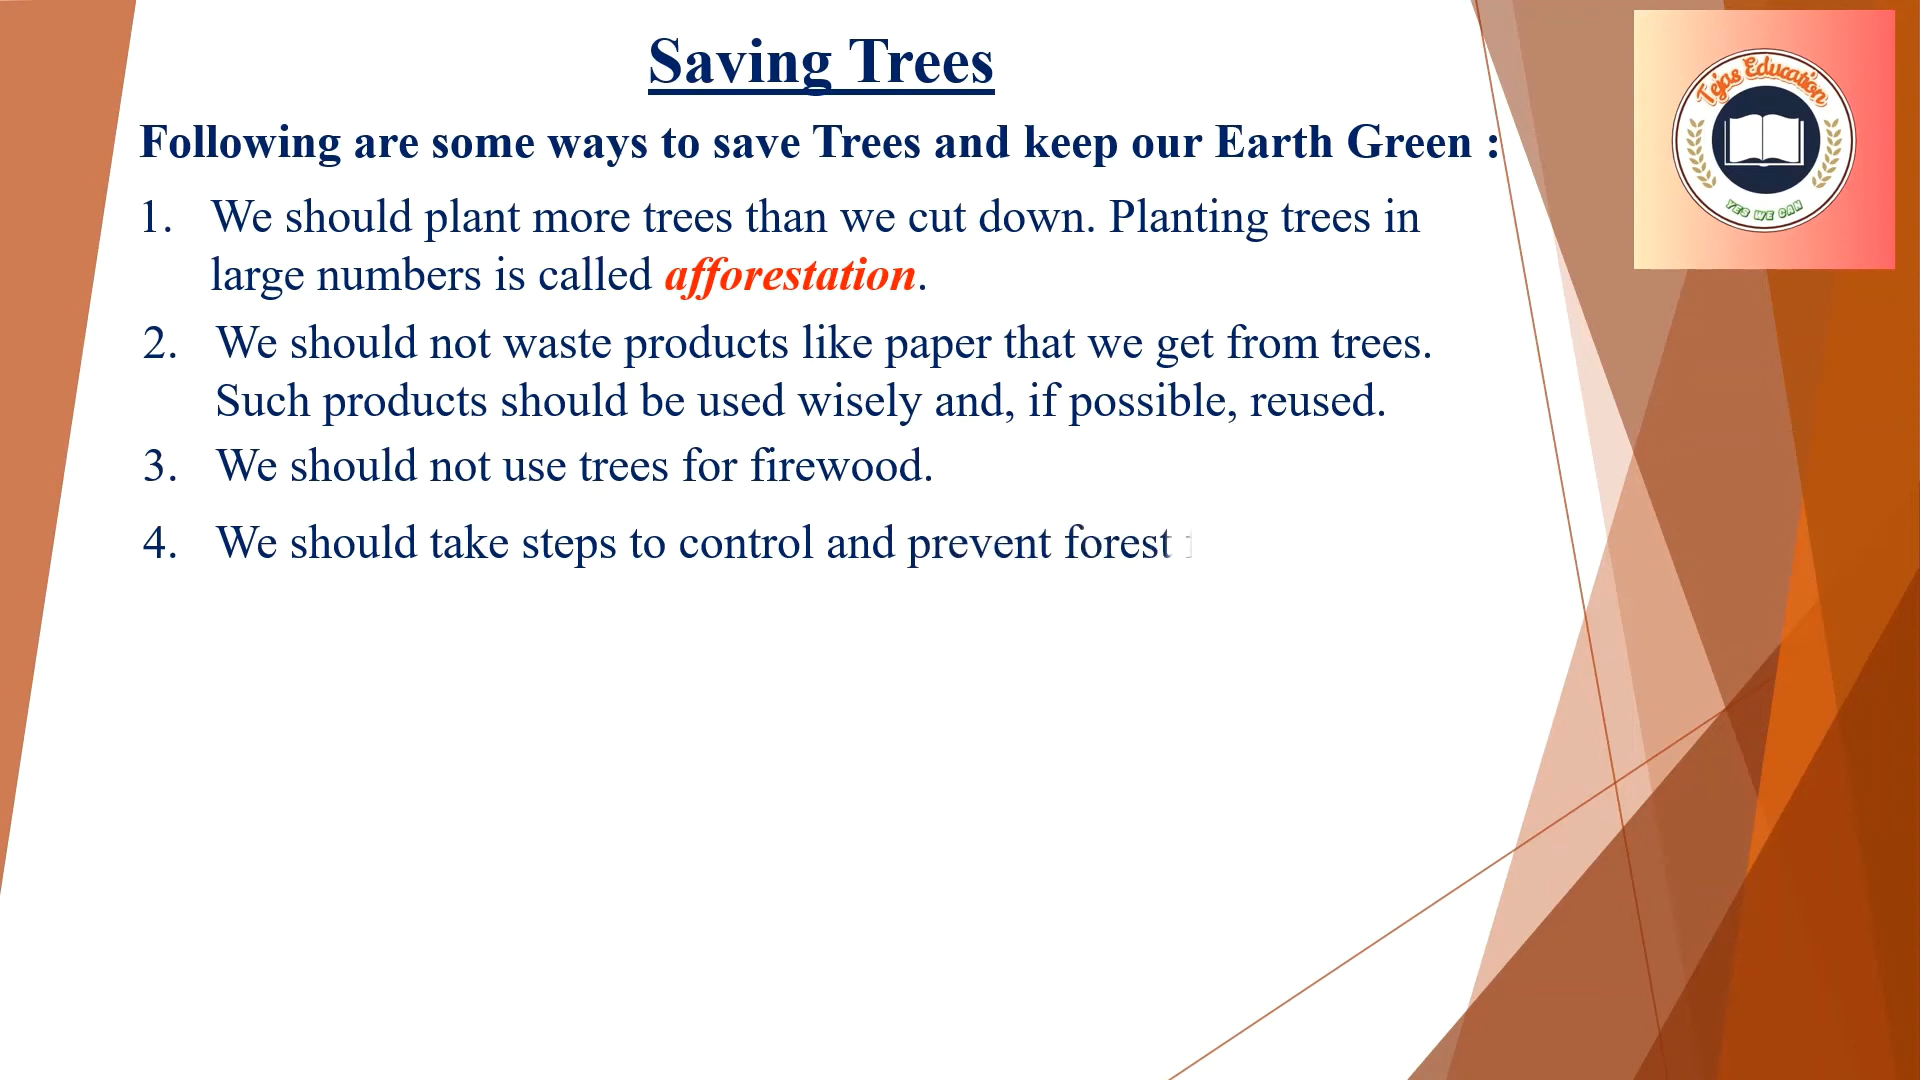 Saving Trees
Following are some ways to save Trees and keep our Earth Green :
1. We should plant more trees than we cut down. Planting trees in
large numbers is called afforestation.
2. We should not waste products like paper that we get from trees.
Such products should be used wisely and, if possible, reused.
3. We should not use trees for firewood.
4. We should take steps to control and prevent forest
Tejas Education
YES WE CAN